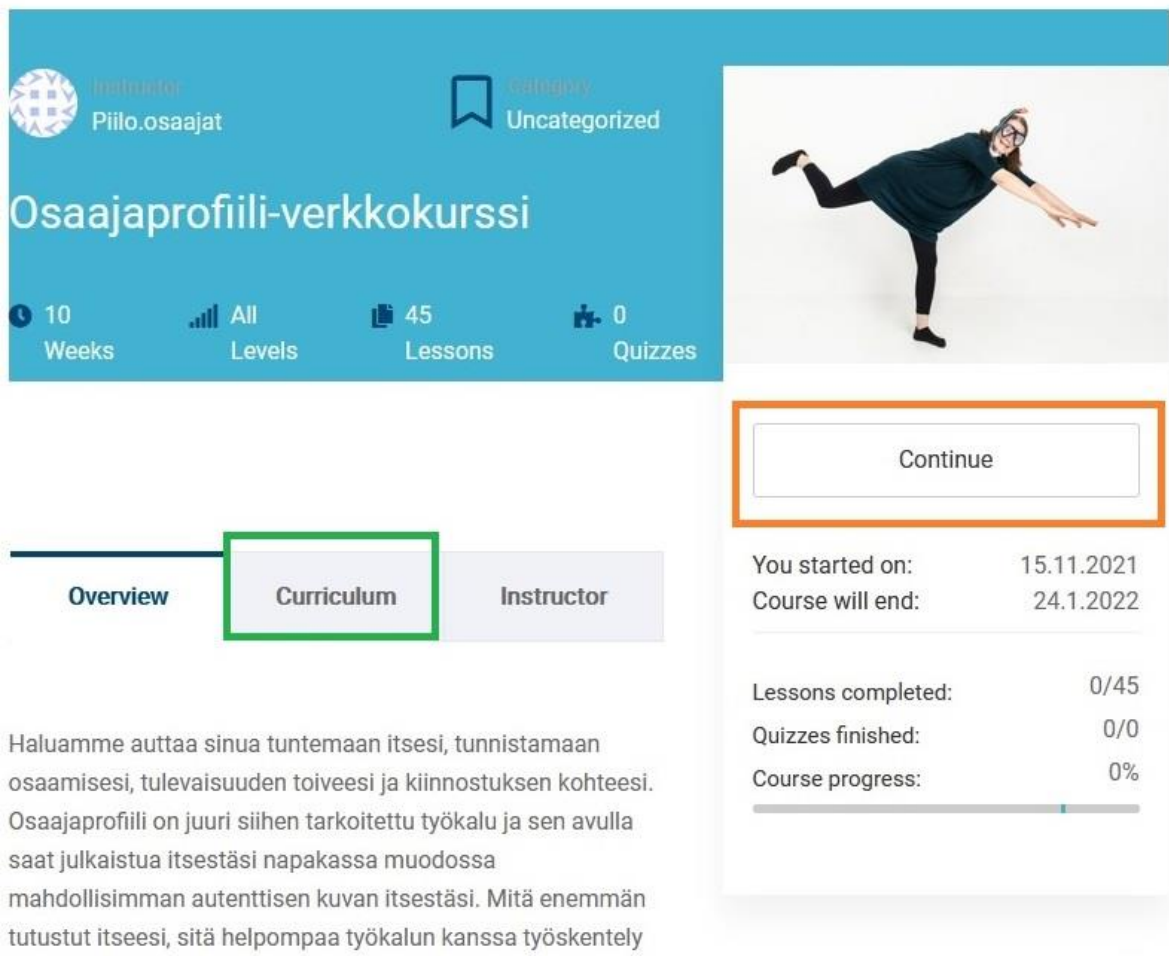 Instructor
Piilo.osaajat
Category
Uncategorized
Osaajaprofiili-verkkokurssi
10
Weeks
All
Levels
45
Lessons
0
Quizzes
Continue
You started on: 15.11.2021
Course will end: 24.1.2022
Lessons completed: 0/45
Quizzes finished: 0/0
Course progress: 0%
Overview
Curriculum
Instructor
Haluamme auttaa sinua tuntemaan itsesi, tunnistamaan
osaamisesi, tulevaisuuden toiveesi ja kiinnostuksen kohteesi.
Osaajaprofiili on juuri siihen tarkoitettu työkalu ja sen avulla
saat julkaistua itsestäsi napakassa muodossa
mahdollisimman autenttisen kuvan itsestäsi. Mitä enemmän
tutustut itseesi, sitä helpompaa työkalun kanssa työskentely